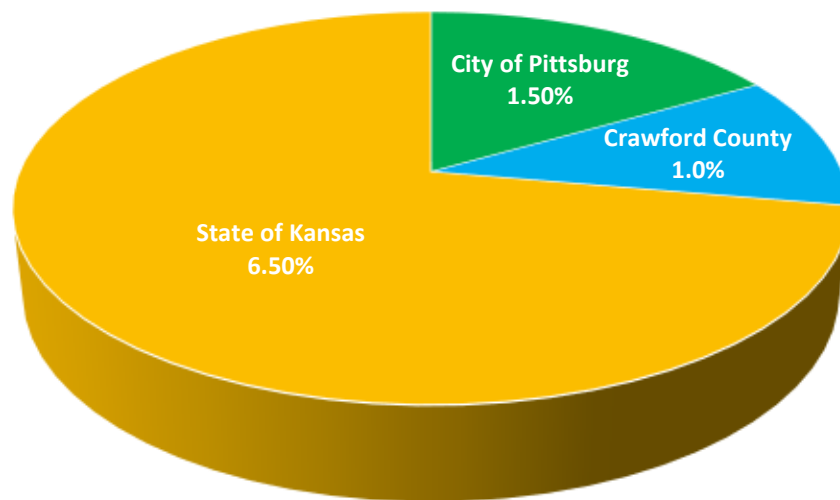 City of Pittsburg
1.50%
Crawford County
1.0%
State of Kansas
6.50%